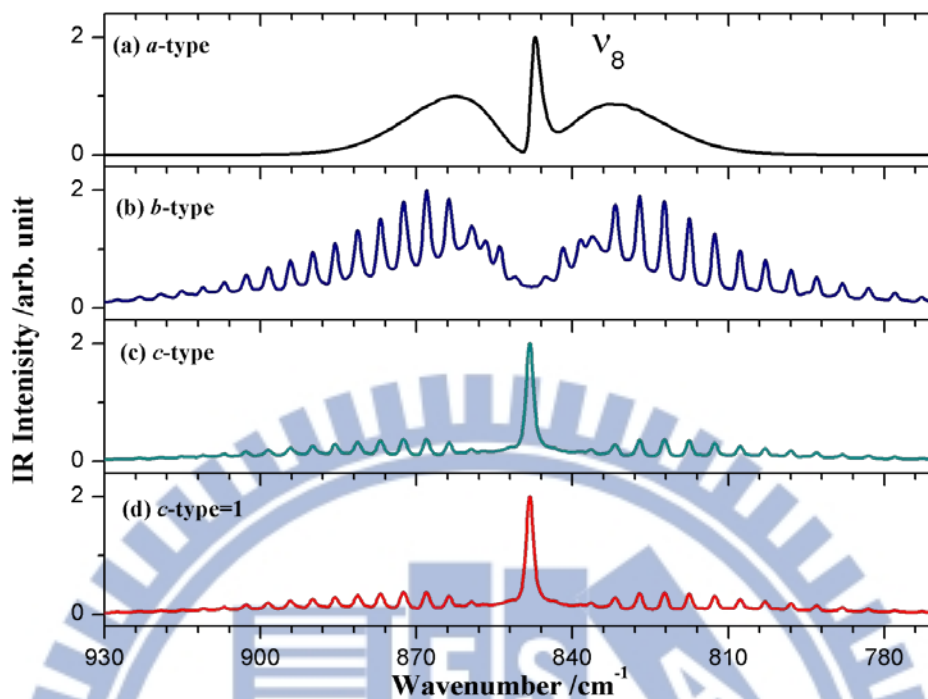 2
(a) a-type
ν8
0
2
(b) b-type
0
2
(c) c-type
0
2
(d) c-type=1
0
IR Intenisity /arb. unit
930 900 870 840 810 780
Wavenumber /cm-1